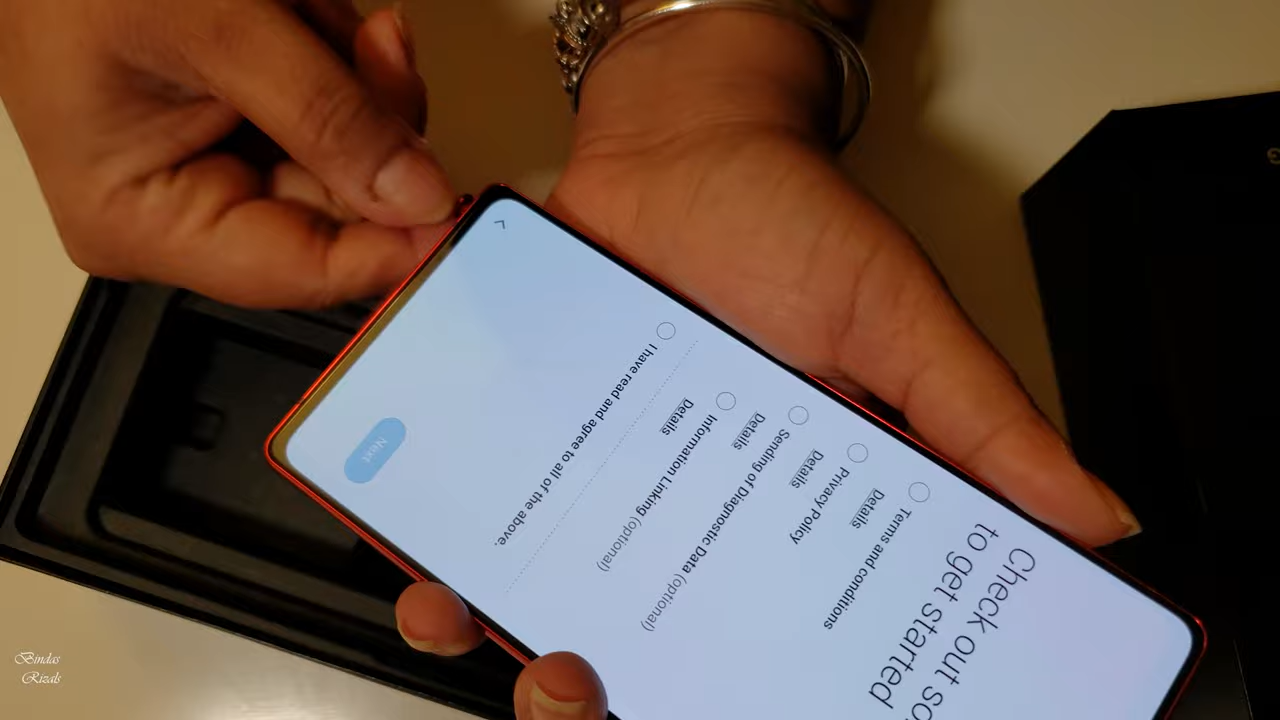 Check out so
to get started
Terms and conditions
Details
Privacy Policy
Details
Sending of Diagnostic Data (optional)
Details
Information Linking (optional)
Details
I have read and agree to all of the above.
Next
Bindas
Rizals